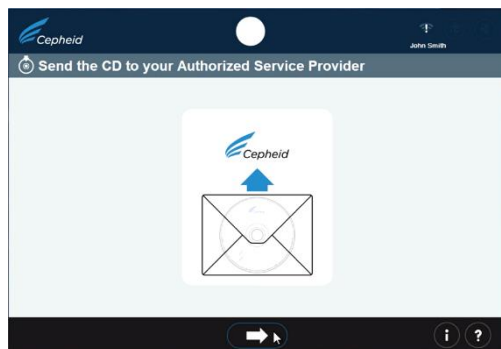 Cepheid
John Smith
Send the CD to your Authorized Service Provider
Cepheid
i ?